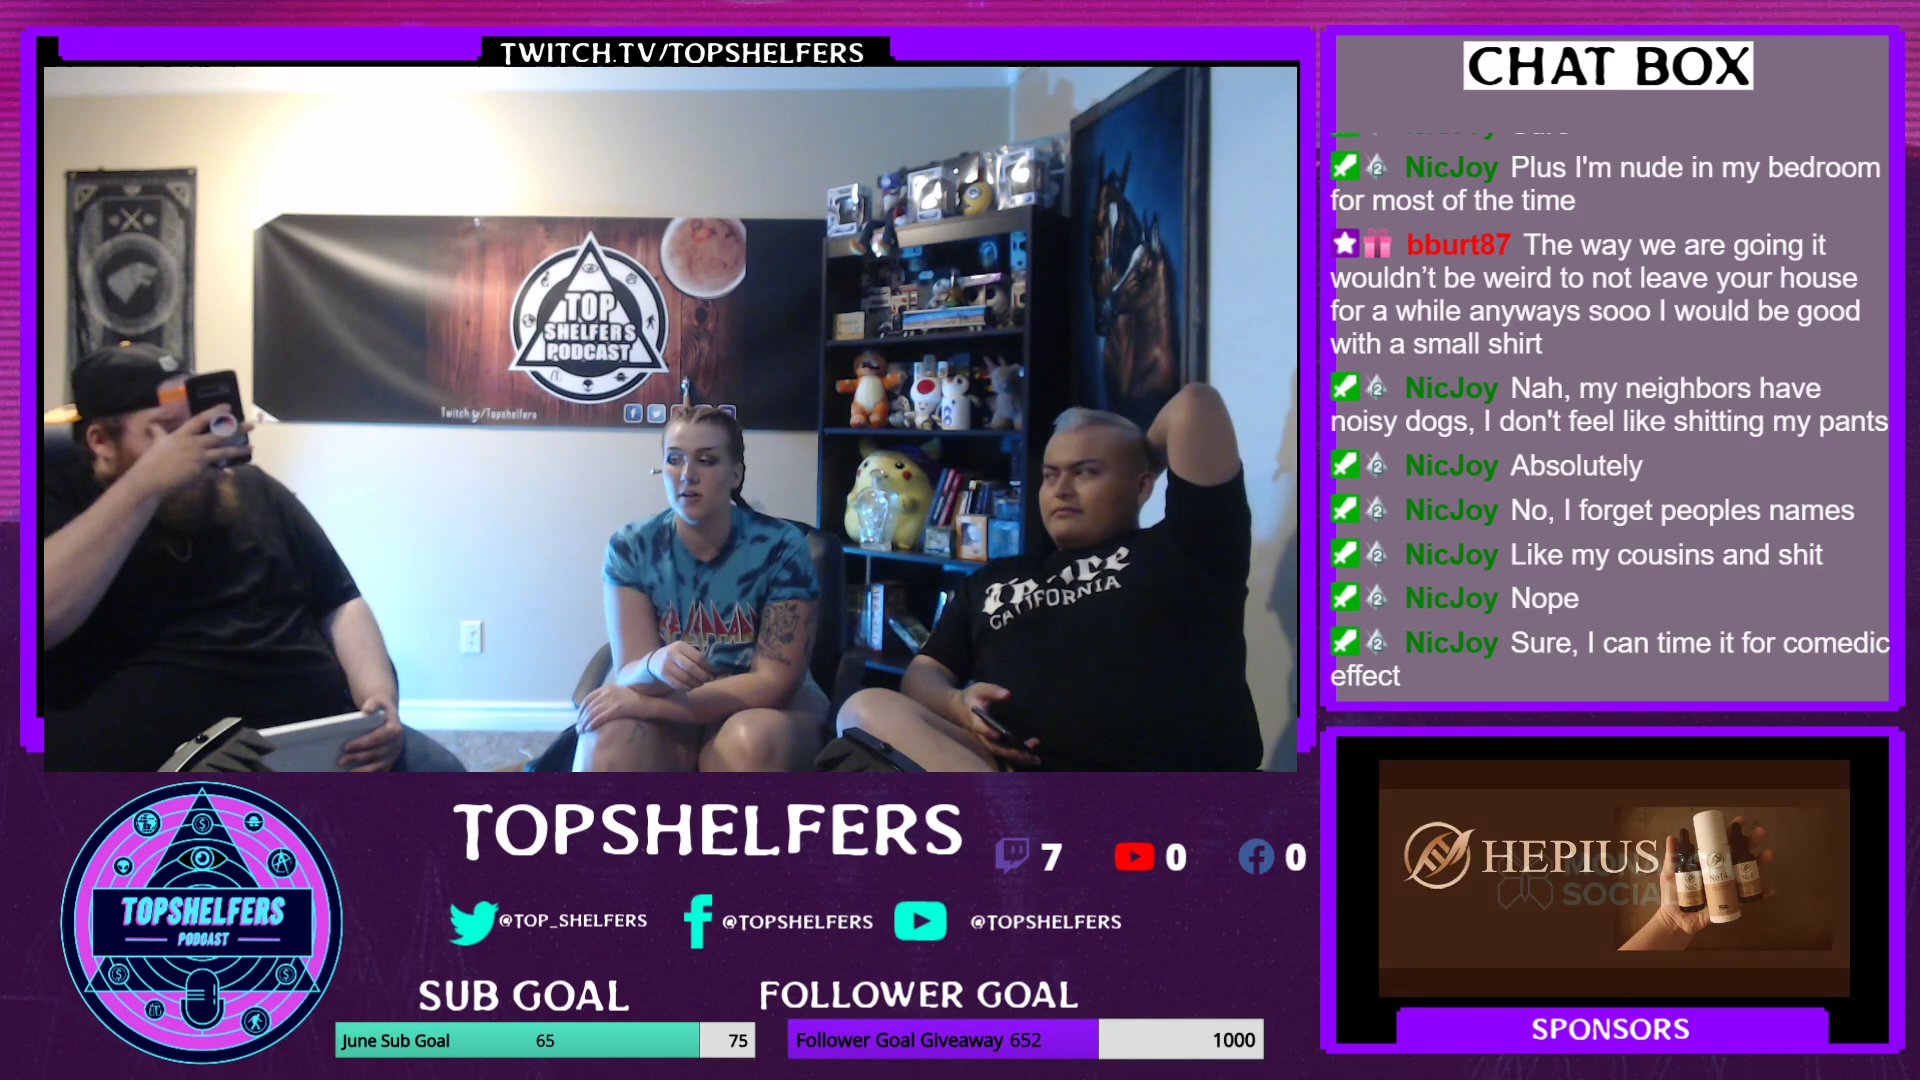 TWITCH.TV/TOPSHELFERS
CHAT BOX
NicJoy Plus I'm nude in my bedroom
for most of the time
bburt87 The way we are going it
wouldn’t be weird to not leave your house
for a while anyways sooo I would be good
with a small shirt
NicJoy Nah, my neighbors have
noisy dogs, I don't feel like shitting my pants
NicJoy Absolutely
NicJoy No, I forget peoples names
NicJoy Like my cousins and shit
NicJoy Nope
NicJoy Sure, I can time it for comedic
effect
TOP
SHELFERS
PODCAST
Twitch.tv/Topshelfers
CALIFORNIA
TOPSHELFERS
7
0
0
@TOP_SHELFERS
@TOPSHELFERS
@TOPSHELFERS
TOPSHELFERS
PODCAST
SUB GOAL
FOLLOWER GOAL
June Sub Goal 65 75
Follower Goal Giveaway 652 1000
HEPIUS
SOCIAL
SPONSORS